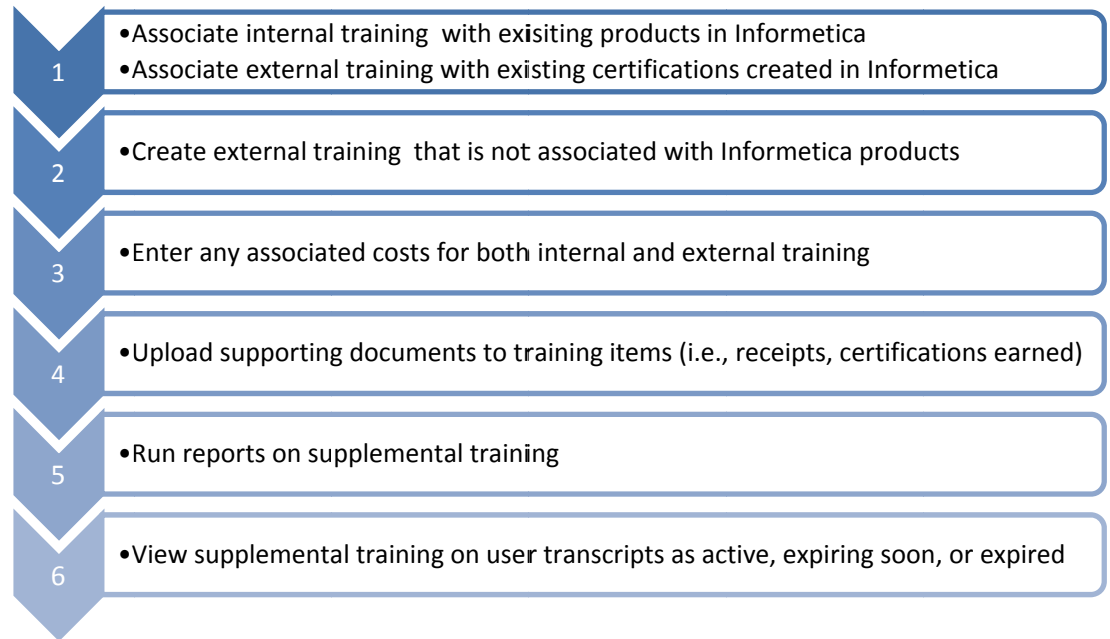 1
•Associate internal training  with exisiting products in Informetica
•Associate external training with existing certifications created in Informetica
2
•Create external training  that is not associated with Informetica products
3
•Enter any associated costs for both internal and external training
4
•Upload supporting documents to training items (i.e., receipts, certifications earned)
5
•Run reports on supplemental training
6
•View supplemental training on user transcripts as active, expiring soon, or expired